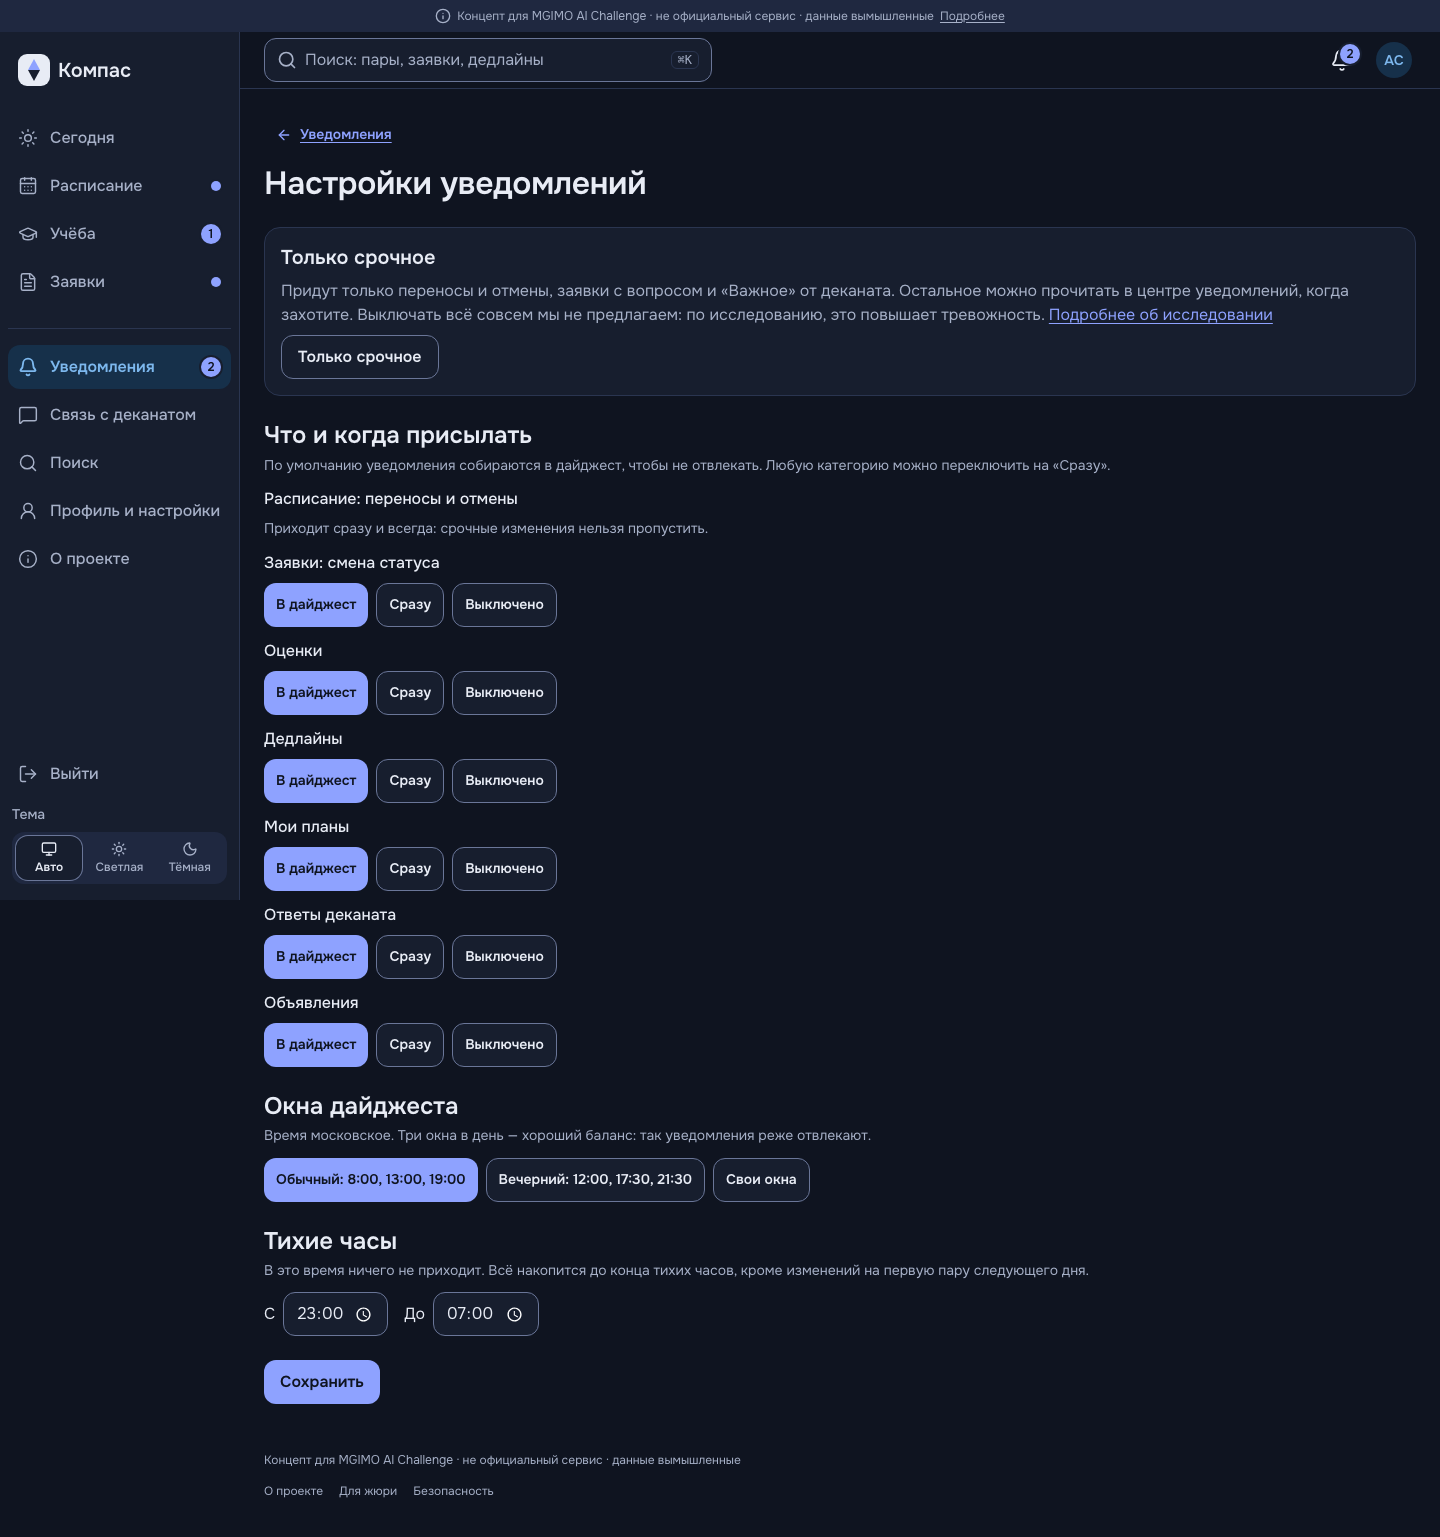 Концепт для MGIMO AI Challenge · не официальный сервис · данные вымышленные Подробнее
Компас
Поиск: пары, заявки, дедлайны ⌘K
2
АС
Сегодня
Расписание
Учёба 1
Заявки
Уведомления 2
Связь с деканатом
Поиск
Профиль и настройки
О проекте
Выйти
Тема
Авто Светлая Тёмная
Уведомления
Настройки уведомлений
Только срочное
Придут только переносы и отмены, заявки с вопросом и «Важное» от деканата. Остальное можно прочитать в центре уведомлений, когда
захотите. Выключать всё совсем мы не предлагаем: по исследованию, это повышает тревожность. Подробнее об исследовании
Только срочное
Что и когда присылать
По умолчанию уведомления собираются в дайджест, чтобы не отвлекать. Любую категорию можно переключить на «Сразу».
Расписание: переносы и отмены
Приходит сразу и всегда: срочные изменения нельзя пропустить.
Заявки: смена статуса
В дайджест Сразу Выключено
Оценки
В дайджест Сразу Выключено
Дедлайны
В дайджест Сразу Выключено
Мои планы
В дайджест Сразу Выключено
Ответы деканата
В дайджест Сразу Выключено
Объявления
В дайджест Сразу Выключено
Окна дайджеста
Время московское. Три окна в день — хороший баланс: так уведомления реже отвлекают.
Обычный: 8:00, 13:00, 19:00 Вечерний: 12:00, 17:30, 21:30 Свои окна
Тихие часы
В это время ничего не приходит. Всё накопится до конца тихих часов, кроме изменений на первую пару следующего дня.
С 23:00 До 07:00
Сохранить
Концепт для MGIMO AI Challenge · не официальный сервис · данные вымышленные
О проекте Для жюри Безопасность